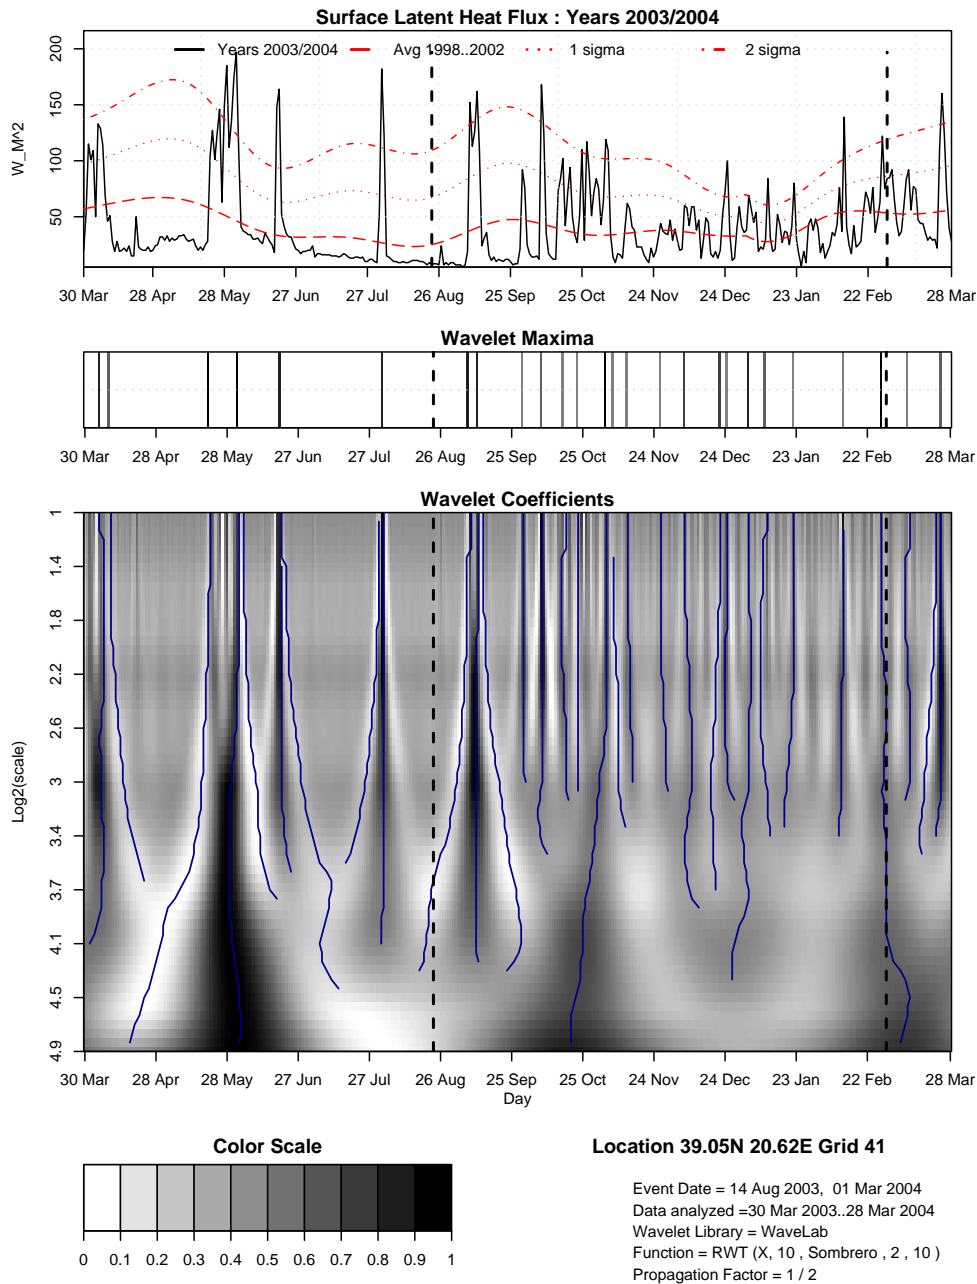 Surface Latent Heat Flux : Years 2003/2004
Years 2003/2004 Avg 1998..2002 1 sigma 2 sigma
W_M^2
200
150
100
50
30 Mar 28 Apr 28 May 27 Jun 27 Jul 26 Aug 25 Sep 25 Oct 24 Nov 24 Dec 23 Jan 22 Feb 28 Mar
Wavelet Maxima
30 Mar 28 Apr 28 May 27 Jun 27 Jul 26 Aug 25 Sep 25 Oct 24 Nov 24 Dec 23 Jan 22 Feb 28 Mar
Wavelet Coefficients
Log2(scale)
1
1.4
1.8
2.2
2.6
3
3.4
3.7
4.1
4.5
4.9
30 Mar 28 Apr 28 May 27 Jun 27 Jul 26 Aug 25 Sep 25 Oct 24 Nov 24 Dec 23 Jan 22 Feb 28 Mar
Day
Color Scale
0 0.1 0.2 0.3 0.4 0.5 0.6 0.7 0.8 0.9 1
Location 39.05N 20.62E Grid 41
Event Date = 14 Aug 2003, 01 Mar 2004
Data analyzed =30 Mar 2003..28 Mar 2004
Wavelet Library = WaveLab
Function = RWT (X, 10 , Sombrero , 2 , 10 )
Propagation Factor = 1 / 2